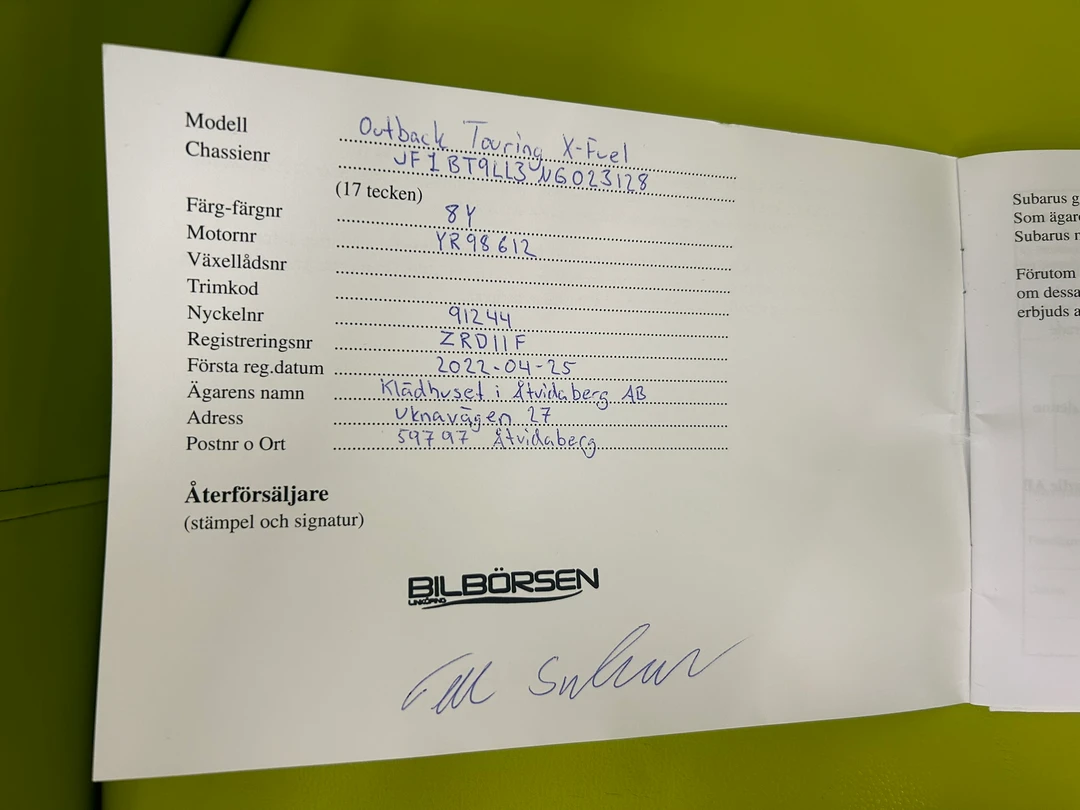 Modell Outback Touring X-Fuel
Chassienr JF1BT9LL3NG023128
(17 tecken)
Färg-färgnr 8Y
Motornr YR98612
Växellådsnr
Trimkod
Nyckelnr 91244
Registreringsnr ZRD11F
Första reg.datum 2022-04-25
Ägarens namn Klädhuset i Åtvidaberg AB
Adress Uknavägen 27
Postnr o Ort 59797 Åtvidaberg
Återförsäljare
(stämpel och signatur)
BILBÖRSEN
LINKÖPING
Subarus g
Som ägare
Subarus
Förutom
om dessa
erbjuds a